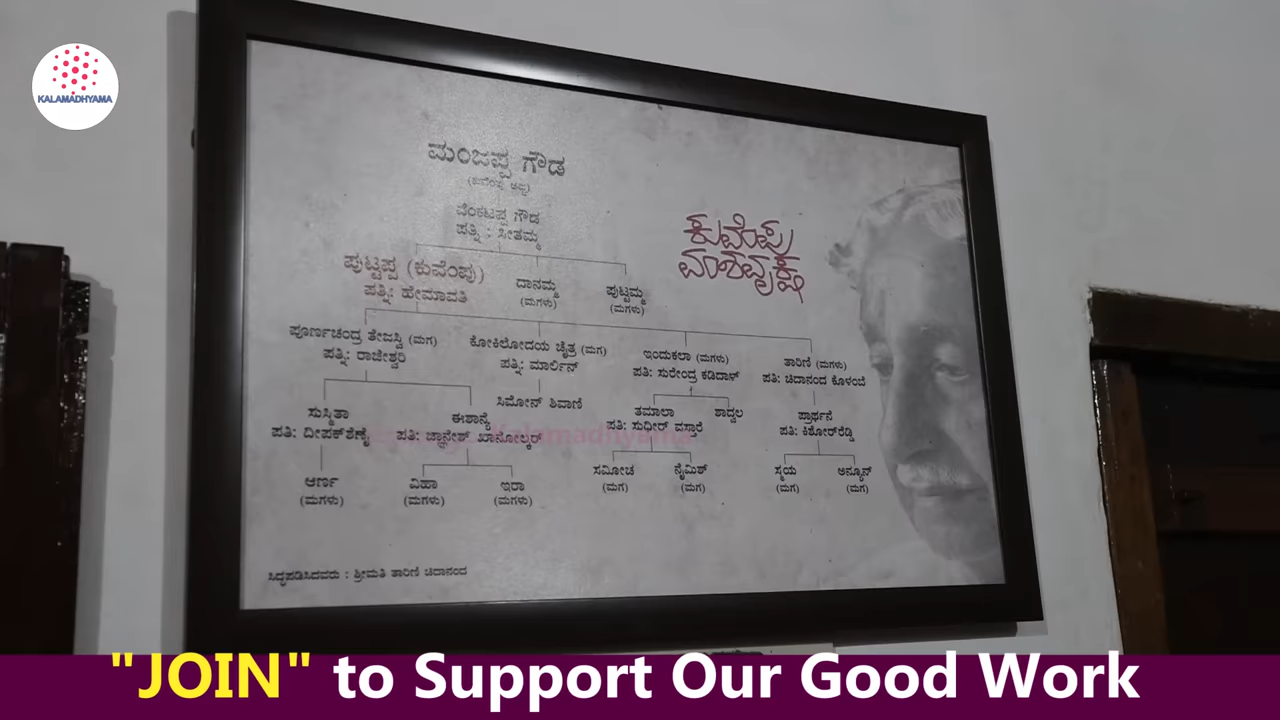 KALAMADHYAMA
ಮಂಜಪ್ಪ ಗೌಡ
(ಕುವೆಂಪು ಅಜ್ಜ)
ವೆಂಕಟಪ್ಪ ಗೌಡ
ಪತ್ನಿ : ಸೀತಮ್ಮ
ಕುವೆಂಪು
ವಂಶವೃಕ್ಷ
ಪುಟ್ಟಪ್ಪ (ಕುವೆಂಪು) ದಾನಮ್ಮ ಪುಟ್ಟಮ್ಮ
ಪತ್ನಿ: ಹೇಮಾವತಿ (ಮಗಳು) (ಮಗಳು)
ಪೂರ್ಣಚಂದ್ರ ತೇಜಸ್ವಿ (ಮಗ) ಕೋಕಿಲೋದಯ ಚೈತ್ರ (ಮಗ) ಇಂದುಕಲಾ (ಮಗಳು) ತಾರಿಣಿ (ಮಗಳು)
ಪತ್ನಿ: ರಾಜೇಶ್ವರಿ ಪತ್ನಿ: ಮಾರ್ಲಿನ್ ಪತಿ: ಸುರೇಂದ್ರ ಕಡಿದಾಳ್ ಪತಿ: ಚಿದಾನಂದ ಕೊಳಂಬೆ
ಸುಸ್ಮಿತಾ ಈಶಾನ್ಯೆ ಸಿಮೋನ್ ಶಿವಾಣಿ ತಮಾಲಾ ಶಾದ್ವಲ ಪ್ರಾರ್ಥನೆ
ಪತಿ: ದೀಪಕ್‌ಶೆಣೈ ಪತಿ: ಜ್ಞಾನೇಶ್ ಖಾನೋಲ್ಕರ್ ಪತಿ: ಸುಧೀರ್ ವಸ್ತಾರೆ ಪತಿ: ಕಿಶೋರ್‌ರೆಡ್ಡಿ
Kalamadhyama
ಆರ್ಣ ವಿಹಾ ಇರಾ ಸಮೋಚ ನೈಮಿಶ್ ಸ್ಮಯ ಅನ್ಯೂನ್
(ಮಗಳು) (ಮಗಳು) (ಮಗಳು) (ಮಗ) (ಮಗ) (ಮಗ) (ಮಗ)
ಸಿದ್ಧಪಡಿಸಿದವರು : ಶ್ರೀಮತಿ ತಾರಿಣಿ ಚಿದಾನಂದ
"JOIN" to Support Our Good Work